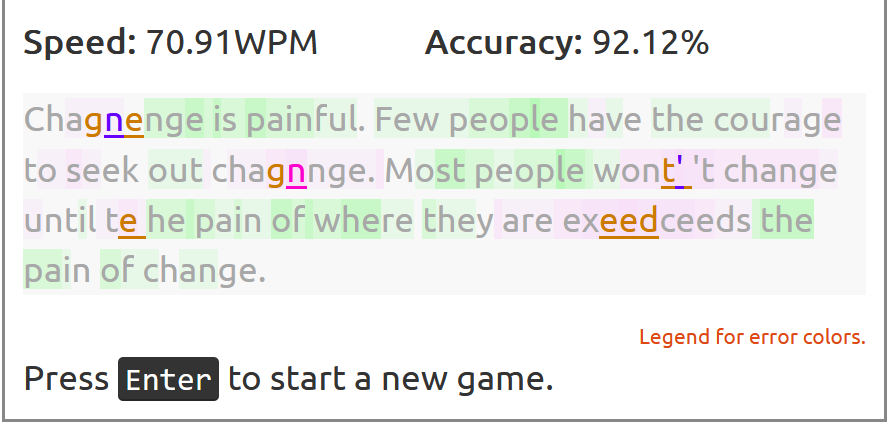 Speed: 70.91WPM Accuracy: 92.12%
Chagnenge is painful. Few people have the courage
to seek out chagnnge. Most people wont' 't change
until te he pain of where they are exeedceeds the
pain of change.
Legend for error colors.
Press Enter to start a new game.